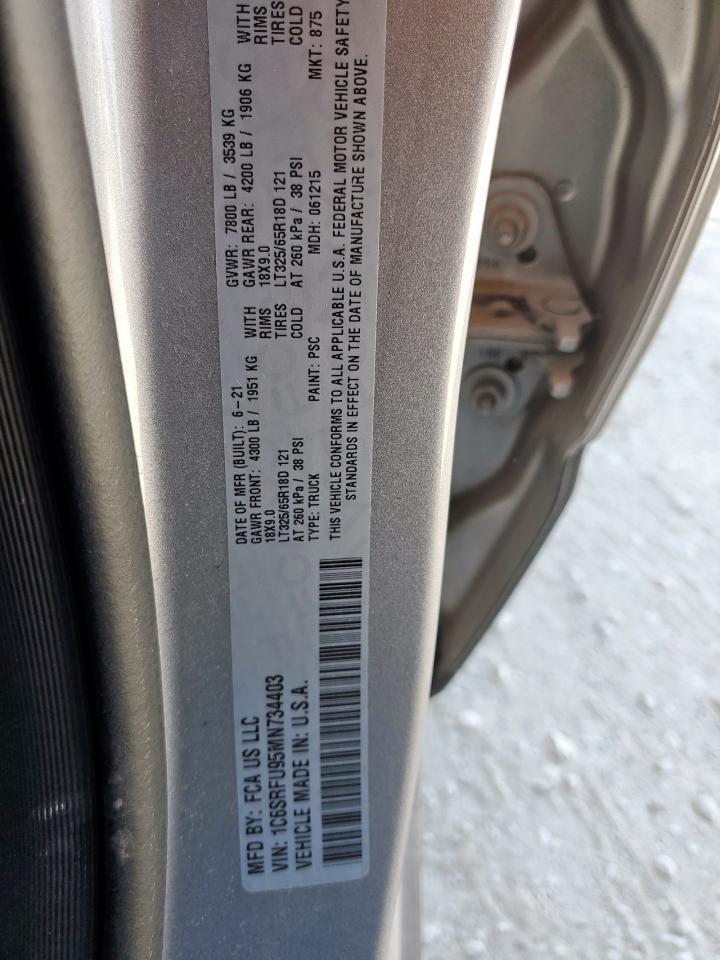 MFD BY: FCA US LLC
VIN: 1C6SRFU95MN734403
VEHICLE MADE IN: U.S.A.
DATE OF MFR (BUILT): 6-21
GVWR: 7800 LB / 3539 KG
GAWR FRONT: 4300 LB / 1951 KG WITH
18X9.0 RIMS
LT325/65R18D 121 TIRES
AT 260 kPa / 38 PSI COLD
GAWR REAR: 4200 LB / 1906 KG WITH
18X9.0 RIMS
LT325/65R18D 121 TIRES
AT 260 kPa / 38 PSI COLD
TYPE: TRUCK PAINT: PSC MDH: 061215 MKT: 875
THIS VEHICLE CONFORMS TO ALL APPLICABLE U.S.A. FEDERAL MOTOR VEHICLE SAFETY
STANDARDS IN EFFECT ON THE DATE OF MANUFACTURE SHOWN ABOVE.